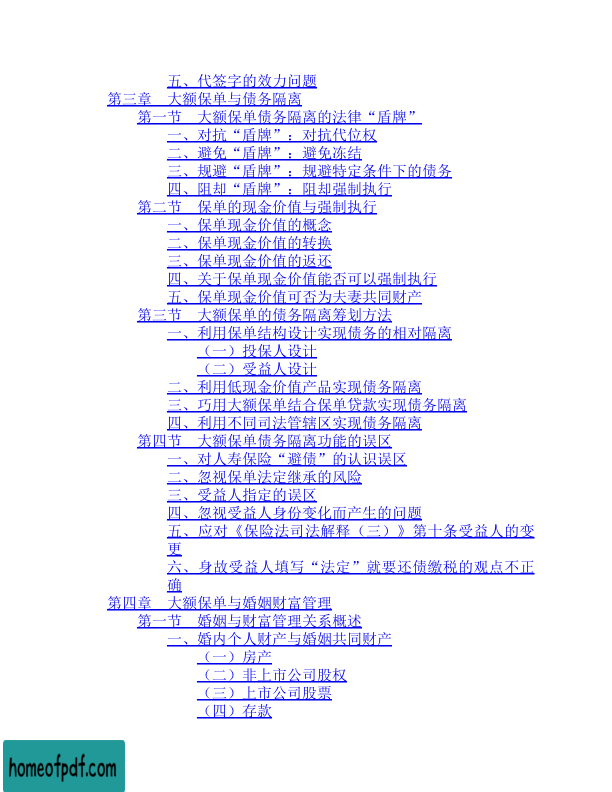 五、代签字的效力问题
第三章　大额保单与债务隔离
第一节　大额保单债务隔离的法律“盾牌”
一、对抗“盾牌”：对抗代位权
二、避免“盾牌”：避免冻结
三、规避“盾牌”：规避特定条件下的债务
四、阻却“盾牌”：阻却强制执行
第二节　保单的现金价值与强制执行
一、保单现金价值的概念
二、保单现金价值的转换
三、保单现金价值的返还
四、关于保单现金价值能否可以强制执行
五、保单现金价值可否为夫妻共同财产
第三节　大额保单的债务隔离筹划方法
一、利用保单结构设计实现债务的相对隔离
（一）投保人设计
（二）受益人设计
二、利用低现金价值产品实现债务隔离
三、巧用大额保单结合保单贷款实现债务隔离
四、利用不同司法管辖区实现债务隔离
第四节　大额保单债务隔离功能的误区
一、对人寿保险“避债”的认识误区
二、忽视保单法定继承的风险
三、受益人指定的误区
四、忽视受益人身份变化而产生的问题
五、应对《保险法司法解释（三）》第十条受益人的变
更
六、身故受益人填写“法定”就要还债缴税的观点不正
确
第四章　大额保单与婚姻财富管理
第一节　婚姻与财富管理关系概述
一、婚内个人财产与婚姻共同财产
（一）房产
（二）非上市公司股权
（三）上市公司股票
（四）存款
homeofpdf.com